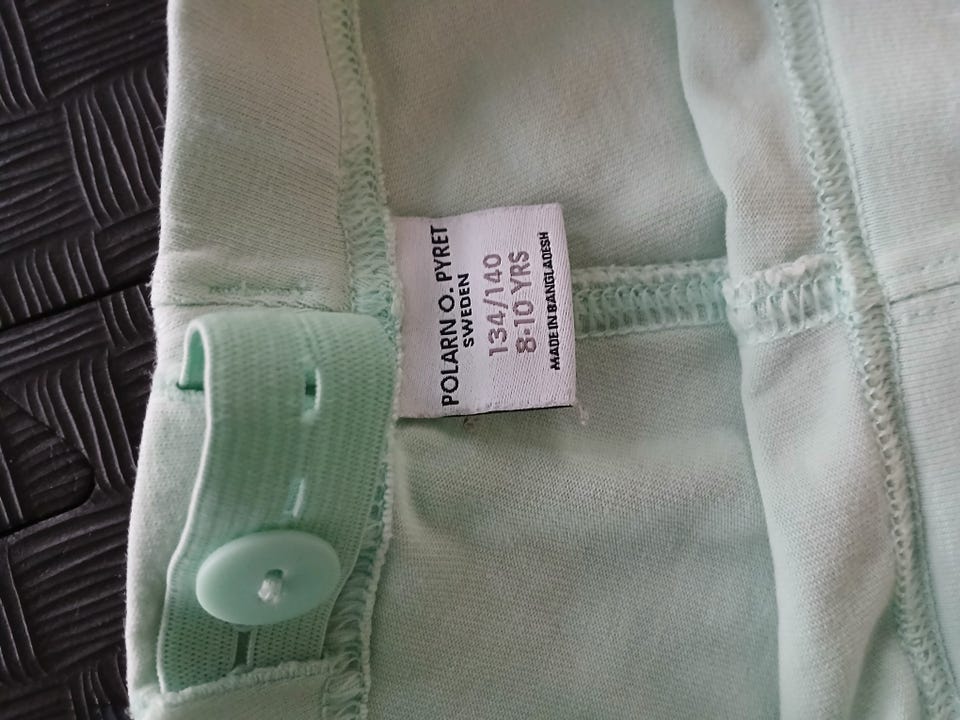 POLARN O. PYRET
SWEDEN
134/140
8-10 YRS
MADE IN BANGLADESH